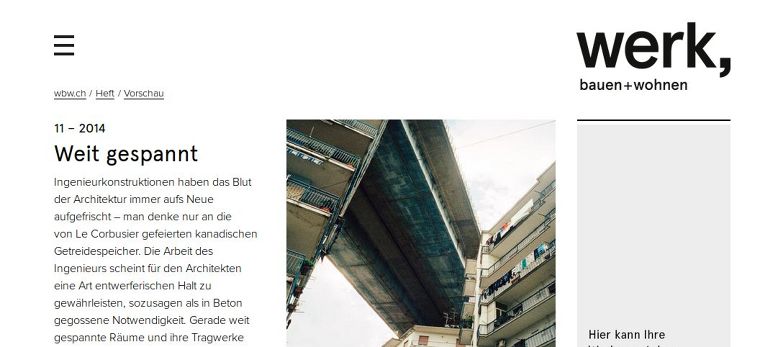 werk,
bauen+wohnen
wbw.ch / Heft / Vorschau
11 – 2014
Weit gespannt
Ingenieurkonstruktionen haben das Blut
der Architektur immer aufs Neue
aufgefrischt – man denke nur an die
von Le Corbusier gefeierten kanadischen
Getreidespeicher. Die Arbeit des
Ingenieurs scheint für den Architekten
eine Art entwerferischen Halt zu
gewährleisten, sozusagen als in Beton
gegossene Notwendigkeit. Gerade weit
gespannte Räume und ihre Tragwerke
Hier kann Ihre